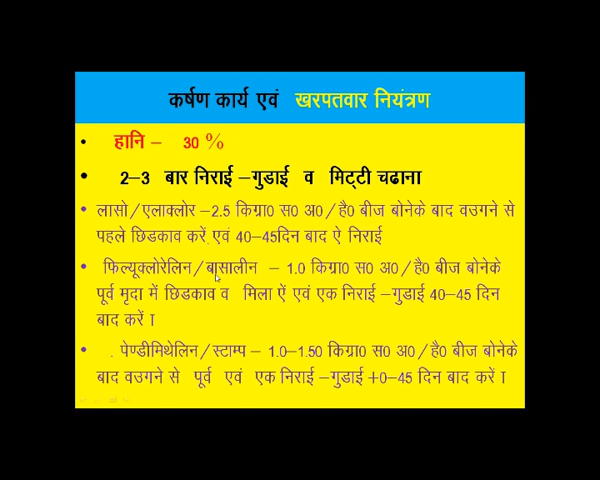 कर्षण कार्य एवं खरपतवार नियंत्रण
• हानि – 30 %
• 2–3 बार निराई –गुडाई व मिट्टी चढाना
• लासो/एलाक्लोर –2.5 किग्रा0 स0 अ0/है0 बीज बोनेके बाद वउगने से
पहले छिडकाव करें.एवं 40–45दिन बाद ऐ निराई
• फिल्यूक्लोरेलिन/बासालीन – 1.0 किग्रा0 स0 अ0/है0 बीज बोनेके
पूर्व मृदा में छिडकाव व मिला ऐं एवं एक निराई –गुडाई 40–45 दिन
बाद करें ।
• . पेण्डीमिथेलिन/स्टाम्प – 1.0–1.50 किग्रा0 स0 अ0/है0 बीज बोनेके
बाद वउगने से पूर्व एवं एक निराई –गुडाई +0–45 दिन बाद करें ।